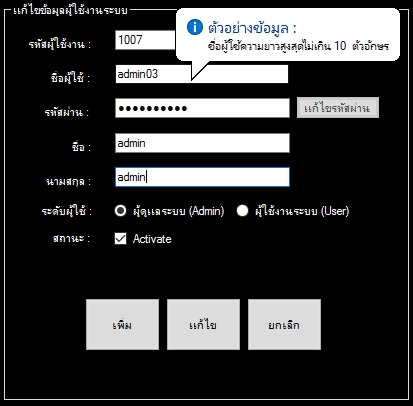 แก้ไขข้อมูลผู้ใช้งานระบบ
ตัวอย่างข้อมูล :
ชื่อผู้ใช้ความยาวสูงสุดไม่เกิน 10 ตัวอักษร
รหัสผู้ใช้งาน : 1007
ชื่อผู้ใช้ : admin03
รหัสผ่าน : ●●●●●●●●●● แก้ไขรหัสผ่าน
ชื่อ : admin
นามสกุล : admin
ระดับผู้ใช้ : ผู้ดูแลระบบ (Admin) ผู้ใช้งานระบบ (User)
สถานะ : Activate
เพิ่ม แก้ไข ยกเลิก